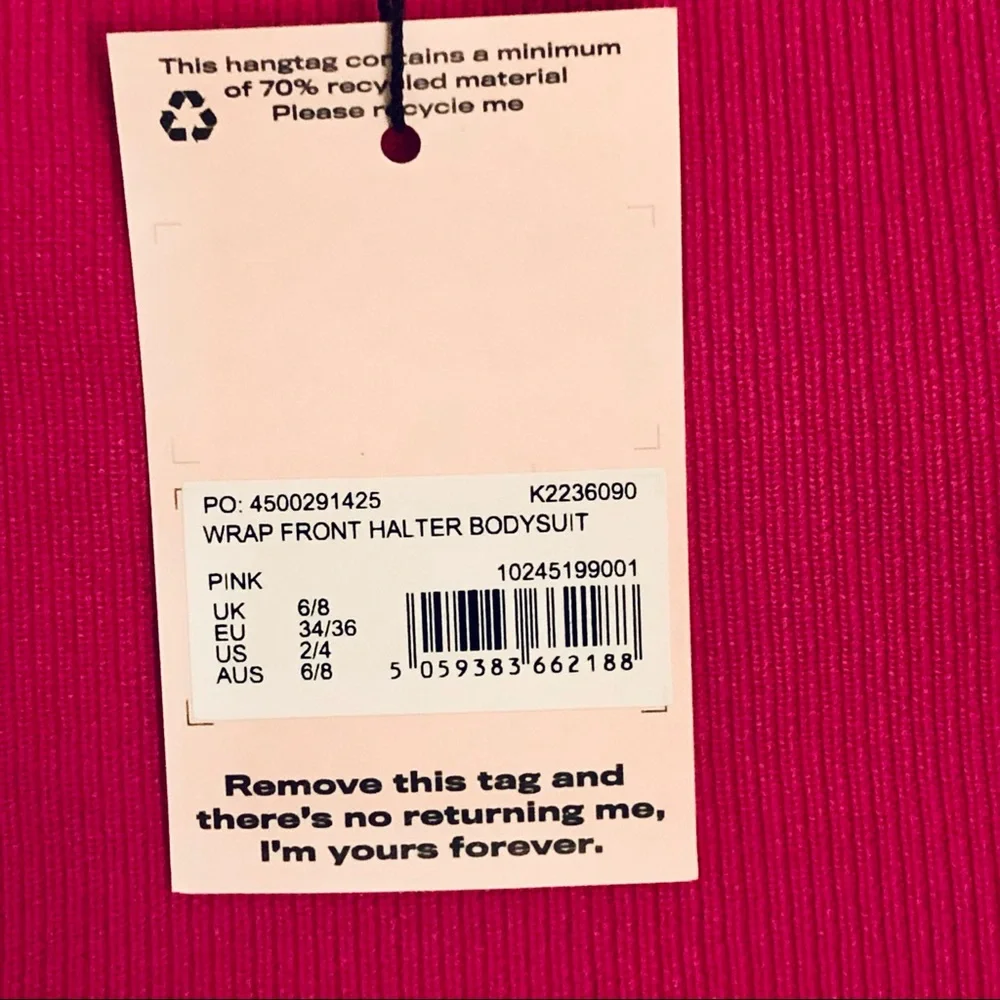 This hangtag contains a minimum
of 70% recycled material
Please recycle me
PO: 4500291425 K2236090
WRAP FRONT HALTER BODYSUIT
PINK 10245199001
UK 6/8
EU 34/36
US 2/4
AUS 6/8
5 059383 662188
Remove this tag and
there's no returning me,
I'm yours forever.